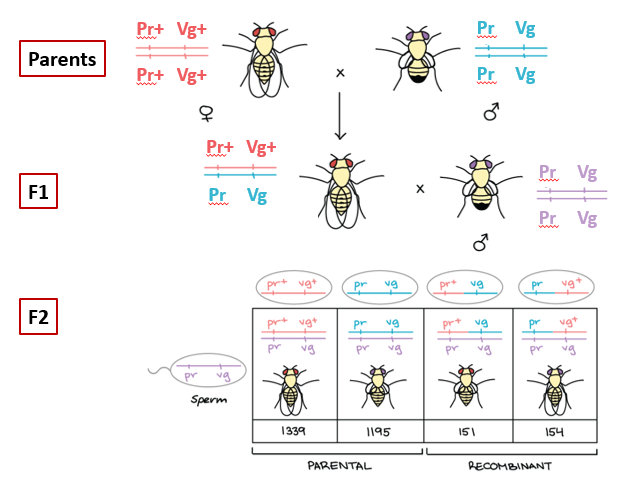 Pr+ Vg+
Pr Vg
Parents
x
Pr+ Vg+
Pr Vg
♀
♂
Pr+ Vg+
Pr Vg
F1
x
Pr Vg
Pr Vg
♂
pr+ vg+
pr vg
pr+ vg
pr vg+
F2
pr+ vg+
pr vg
pr+ vg
pr vg+
pr vg
pr vg
pr vg
pr vg
pr vg
Sperm
1339
1195
151
154
PARENTAL
RECOMBINANT